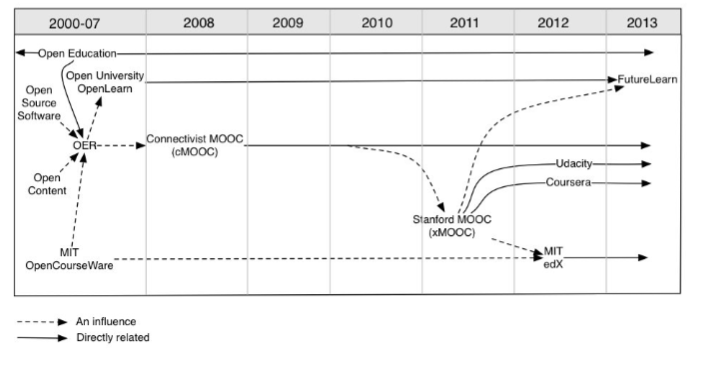 2000-07 2008 2009 2010 2011 2012 2013
Open Education
Open University
OpenLearn
FutureLearn
Open
Source
Software
OER
Connectivist MOOC
(cMOOC)
Udacity
Coursera
Open
Content
Stanford MOOC
(xMOOC)
MIT
OpenCourseWare
MIT
edX
An influence
Directly related